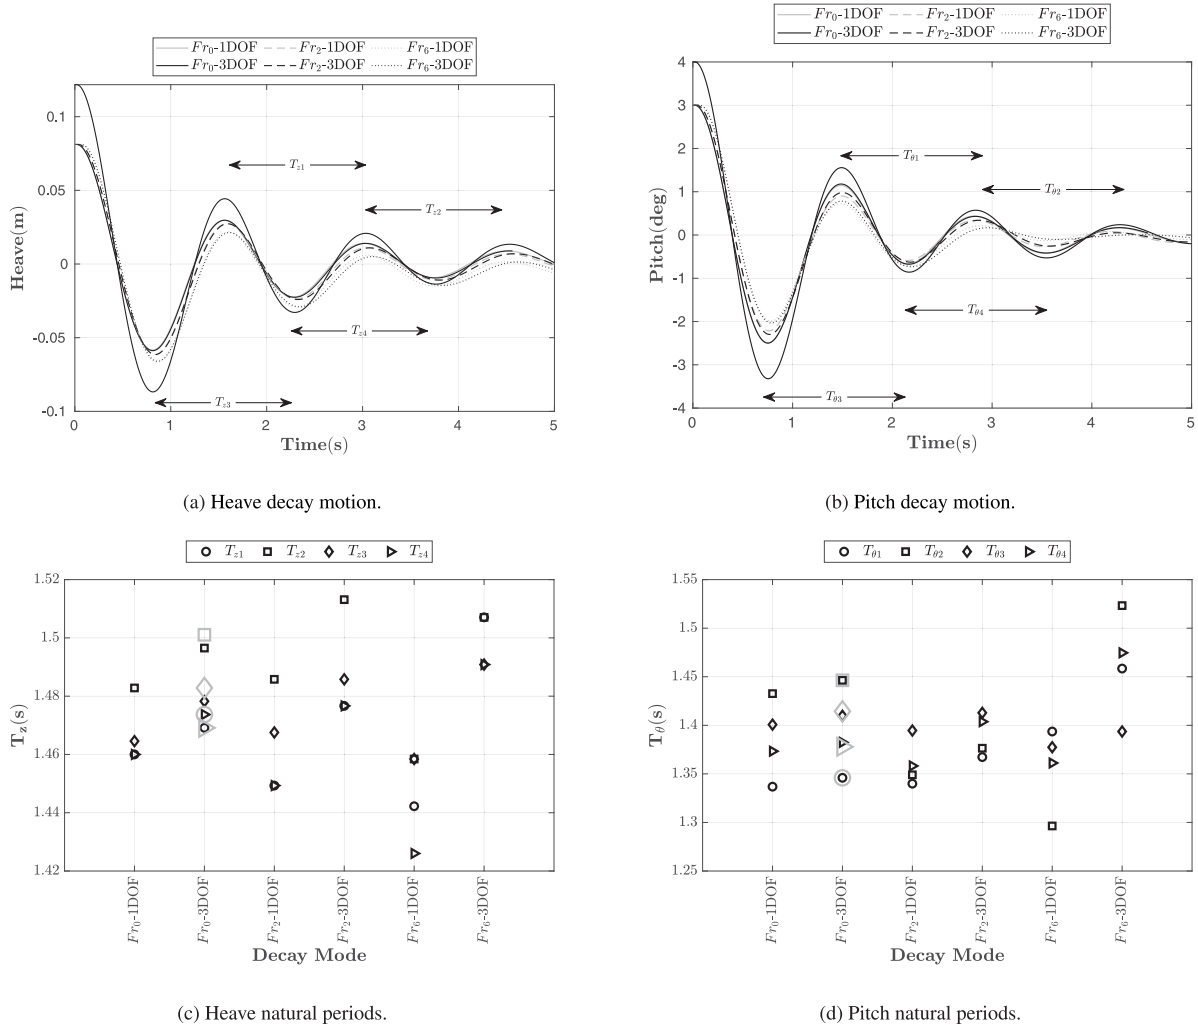 Fr0-1DOF Fr2-1DOF Fr6-1DOF
Fr0-3DOF Fr2-3DOF Fr6-3DOF
0.1
0.05
0
-0.05
-0.1
Heave(m)
Tz1
Tz2
Tz4
Tz3
0 1 2 3 4 5
Time(s)
(a) Heave decay motion.
Fr0-1DOF Fr2-1DOF Fr6-1DOF
Fr0-3DOF Fr2-3DOF Fr6-3DOF
4
3
2
1
0
-1
-2
-3
-4
Pitch(deg)
Tθ1
Tθ2
Tθ4
Tθ3
0 1 2 3 4 5
Time(s)
(b) Pitch decay motion.
Tz1 Tz2 Tz3 Tz4
1.52
1.5
1.48
1.46
1.44
1.42
Tz(s)
Fr0-1DOF
Fr0-3DOF
Fr2-1DOF
Fr2-3DOF
Fr6-1DOF
Fr6-3DOF
Decay Mode
(c) Heave natural periods.
Tθ1 Tθ2 Tθ3 Tθ4
1.55
1.5
1.45
1.4
1.35
1.3
1.25
Tθ(s)
Fr0-1DOF
Fr0-3DOF
Fr2-1DOF
Fr2-3DOF
Fr6-1DOF
Fr6-3DOF
Decay Mode
(d) Pitch natural periods.